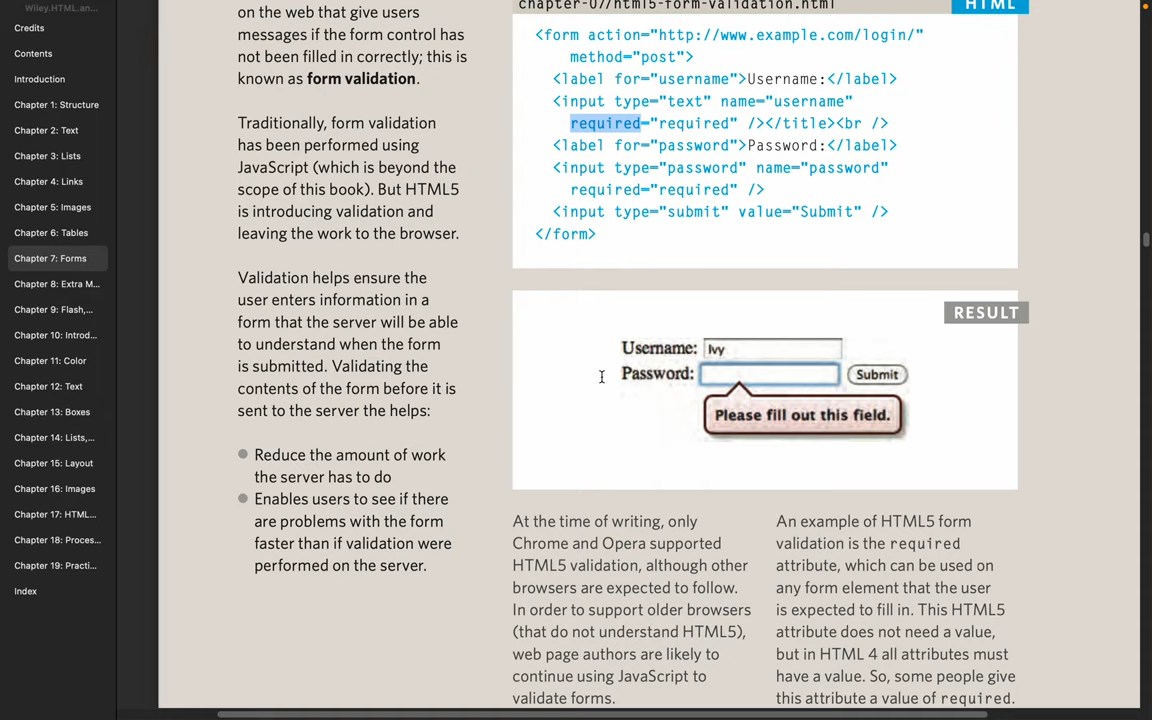 Wiley.HTML.an...
Credits
Contents
Introduction
Chapter 1: Structure
Chapter 2: Text
Chapter 3: Lists
Chapter 4: Links
Chapter 5: Images
Chapter 6: Tables
Chapter 7: Forms
Chapter 8: Extra M...
Chapter 9: Flash,...
Chapter 10: Introd...
Chapter 11: Color
Chapter 12: Text
Chapter 13: Boxes
Chapter 14: Lists,...
Chapter 15: Layout
Chapter 16: Images
Chapter 17: HTML...
Chapter 18: Proces...
Chapter 19: Practi...
Index
on the web that give users
messages if the form control has
not been filled in correctly; this is
known as form validation.
Traditionally, form validation
has been performed using
JavaScript (which is beyond the
scope of this book). But HTML5
is introducing validation and
leaving the work to the browser.
Validation helps ensure the
user enters information in a
form that the server will be able
to understand when the form
is submitted. Validating the
contents of the form before it is
sent to the server the helps:
Reduce the amount of work
the server has to do
Enables users to see if there
are problems with the form
faster than if validation were
performed on the server.
chapter-07/html5-form-validation.html
HTML
<form action="http://www.example.com/login/"
method="post">
<label for="username">Username:</label>
<input type="text" name="username"
required="required" /></title><br />
<label for="password">Password:</label>
<input type="password" name="password"
required="required" />
<input type="submit" value="Submit" />
</form>
RESULT
Username: Ivy
Password: Submit
Please fill out this field.
At the time of writing, only
Chrome and Opera supported
HTML5 validation, although other
browsers are expected to follow.
In order to support older browsers
(that do not understand HTML5),
web page authors are likely to
continue using JavaScript to
validate forms.
An example of HTML5 form
validation is the required
attribute, which can be used on
any form element that the user
is expected to fill in. This HTML5
attribute does not need a value,
but in HTML 4 all attributes must
have a value. So, some people give
this attribute a value of required.